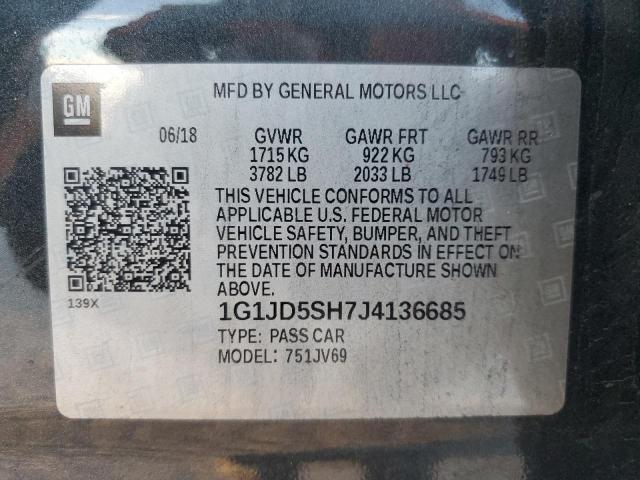 GM
MFD BY GENERAL MOTORS LLC
06/18 GVWR GAWR FRT GAWR RR
1715 KG 922 KG 793 KG
3782 LB 2033 LB 1749 LB
THIS VEHICLE CONFORMS TO ALL
APPLICABLE U.S. FEDERAL MOTOR
VEHICLE SAFETY, BUMPER, AND THEFT
PREVENTION STANDARDS IN EFFECT ON
THE DATE OF MANUFACTURE SHOWN
ABOVE.
139X
1G1JD5SH7J4136685
TYPE: PASS CAR
MODEL: 751JV69